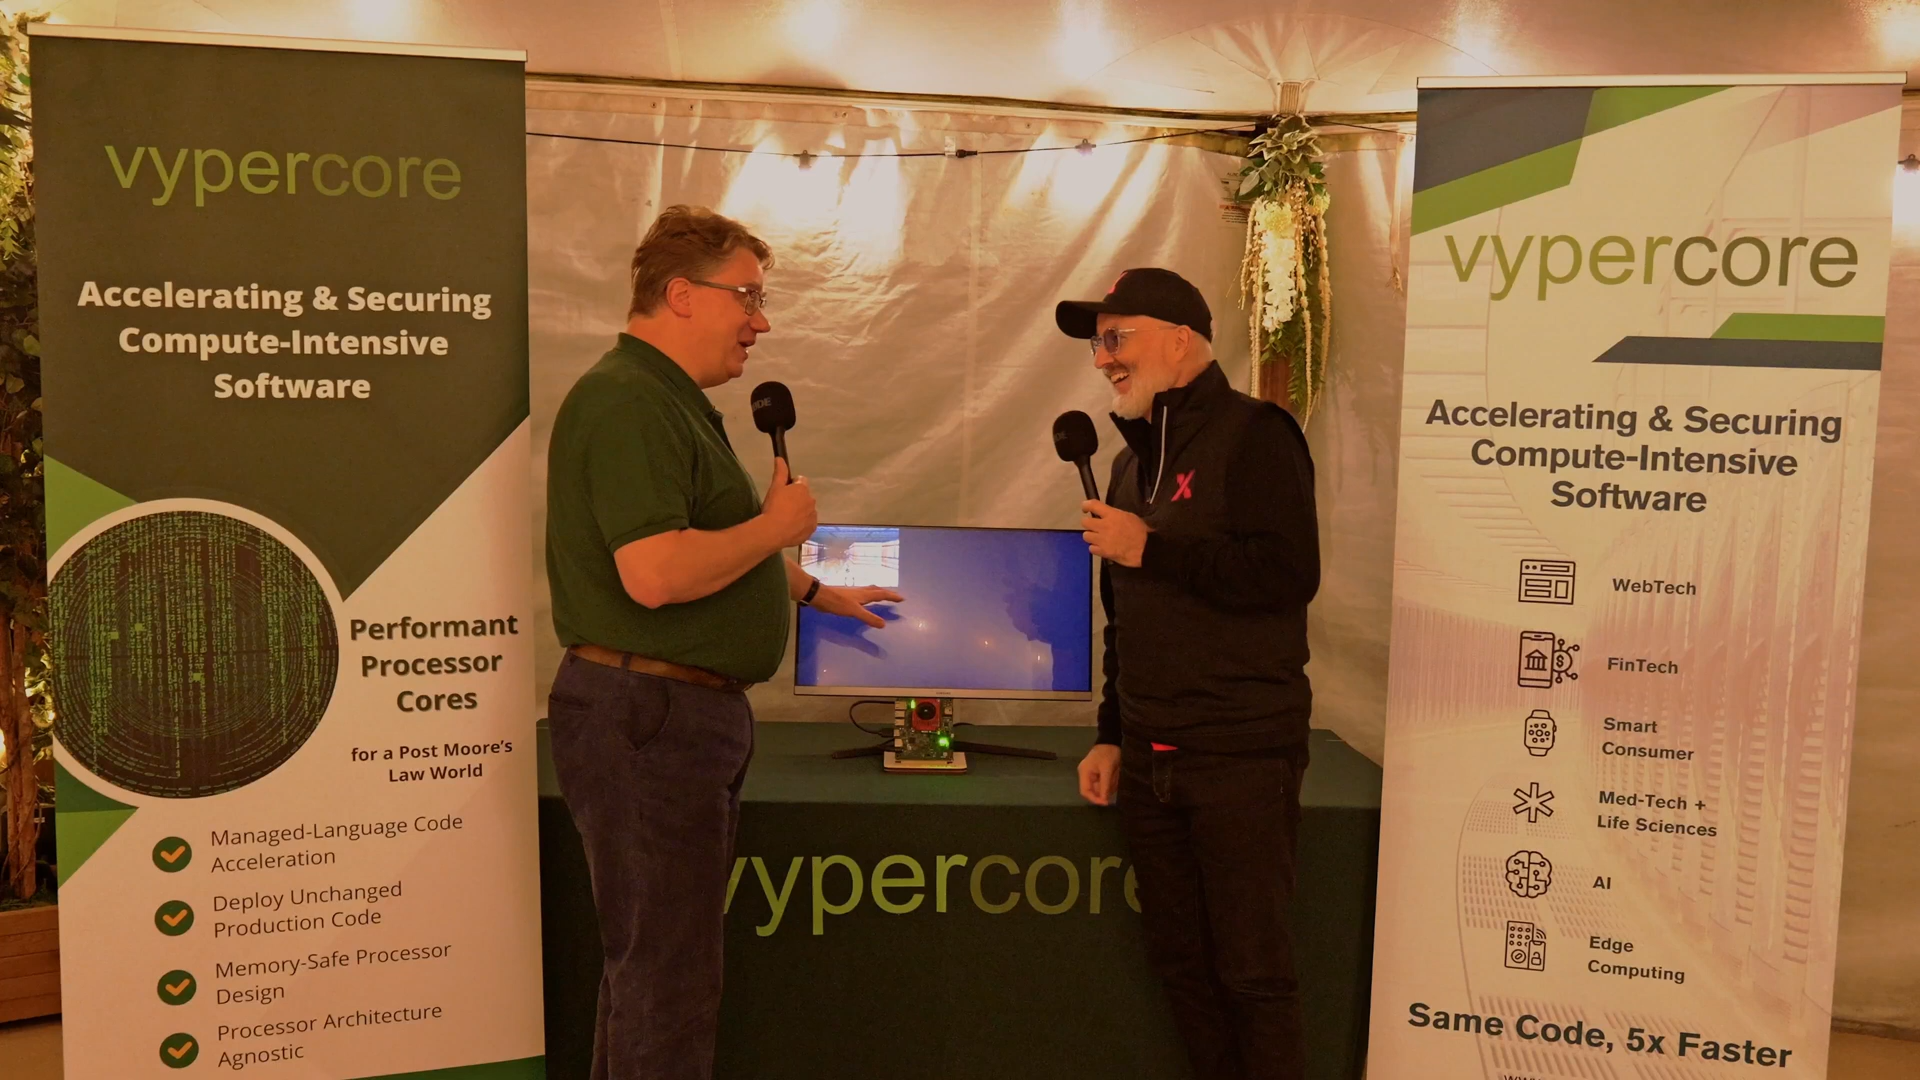 vypercore
Accelerating & Securing
Compute-Intensive
Software
Performant
Processor
Cores
for a Post Moore's
Law World
Managed-Language Code
Acceleration
Deploy Unchanged
Production Code
Memory-Safe Processor
Design
Processor Architecture
Agnostic
vypercore
vypercore
Accelerating & Securing
Compute-Intensive
Software
WebTech
FinTech
Smart
Consumer
Med-Tech +
Life Sciences
AI
Edge
Computing
Same Code, 5x Faster